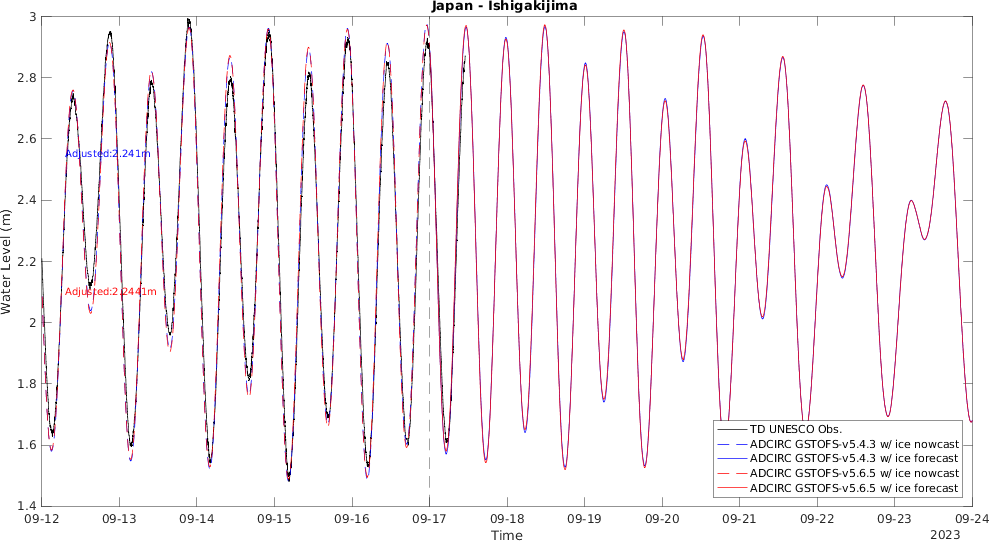 Japan - Ishigakijima
3
2.8
2.6
2.4
2.2
2
1.8
1.6
1.4
Water Level (m)
Adjusted:2.241m
Adjusted:2.2441m
TD UNESCO Obs.
ADCIRC GSTOFS-v5.4.3 w/ ice nowcast
ADCIRC GSTOFS-v5.4.3 w/ ice forecast
ADCIRC GSTOFS-v5.6.5 w/ ice nowcast
ADCIRC GSTOFS-v5.6.5 w/ ice forecast
09-12 09-13 09-14 09-15 09-16 09-17 09-18 09-19 09-20 09-21 09-22 09-23 09-24
Time
2023